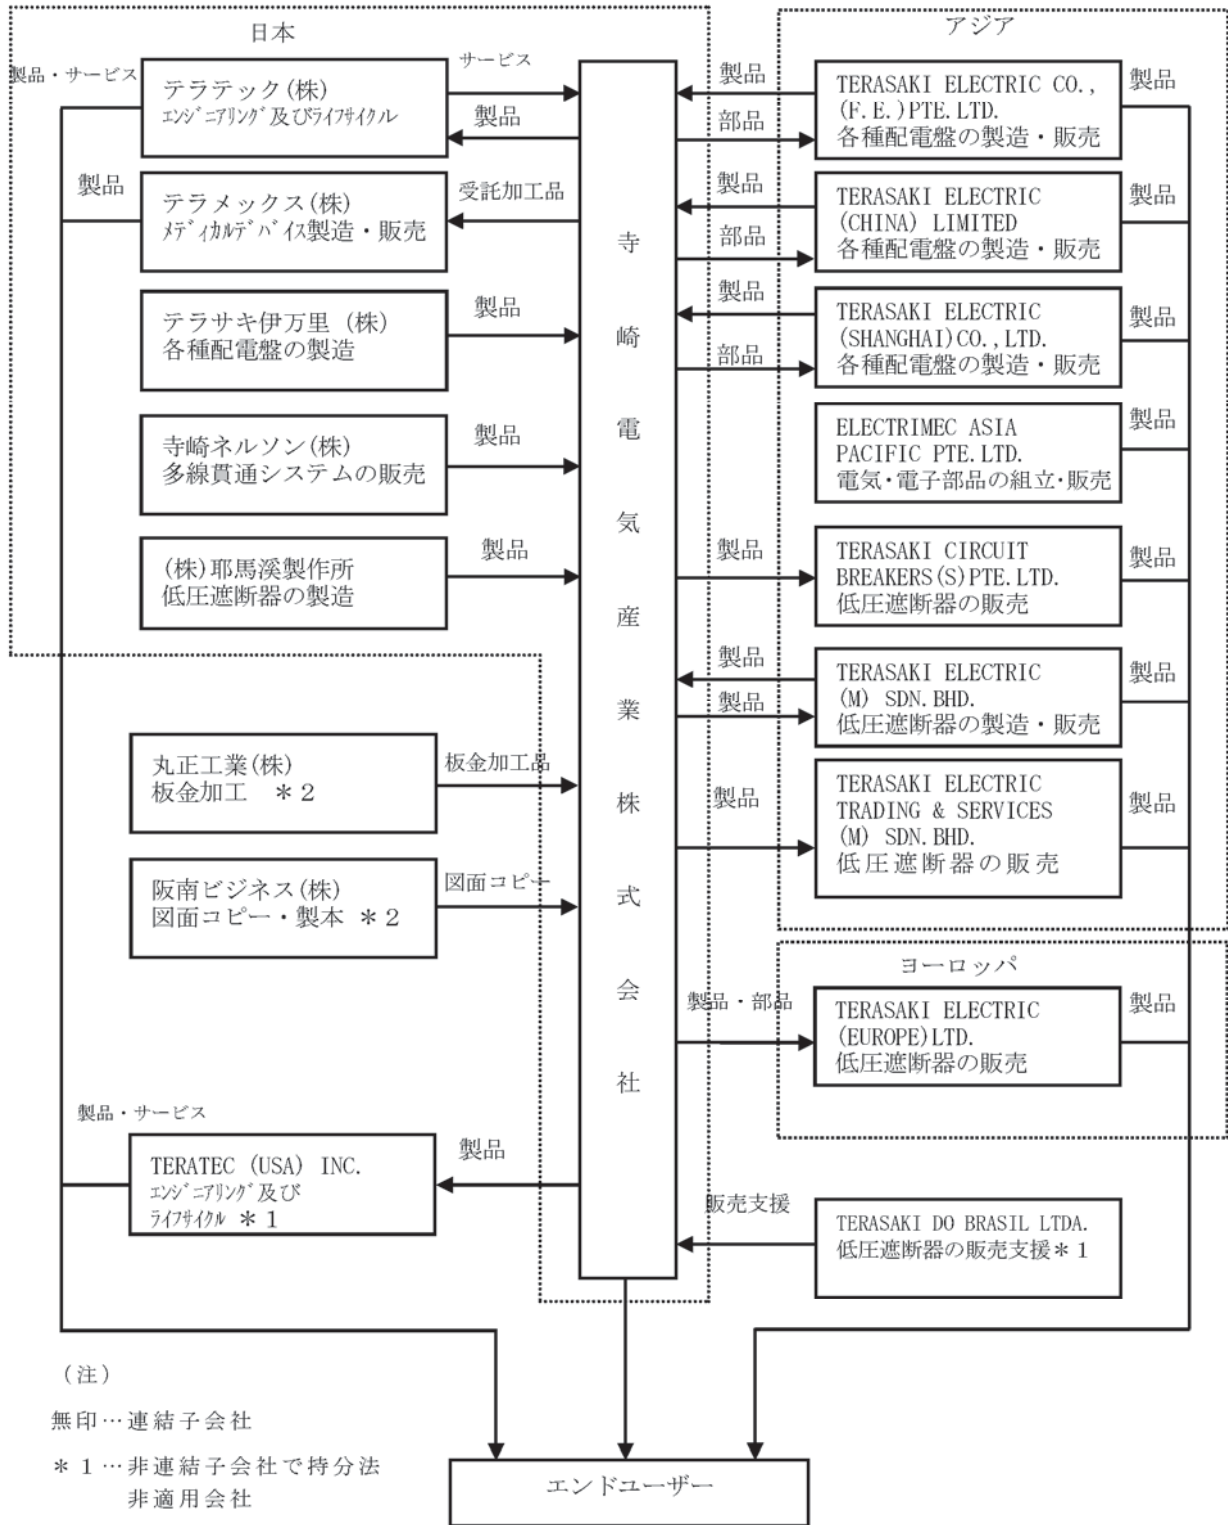 日本
製品・サービス
テラテック(株)
エンジニアリング及びライフサイクル
サービス
製品
製品
テラメックス(株)
メディカルデバイス製造・販売
受託加工品
テラサキ伊万里 (株)
各種配電盤の製造
製品
寺崎ネルソン(株)
多線貫通システムの販売
製品
(株)耶馬溪製作所
低圧遮断器の製造
製品
丸正工業(株)
板金加工 *2
板金加工品
阪南ビジネス(株)
図面コピー・製本 *2
図面コピー
製品・サービス
TERATEC (USA) INC.
エンジニアリング及び
ライフサイクル *1
製品
寺崎電気産業株式会社
アジア
製品
部品
TERASAKI ELECTRIC CO.,
(F.E.)PTE.LTD.
各種配電盤の製造・販売
製品
製品
部品
TERASAKI ELECTRIC
(CHINA) LIMITED
各種配電盤の製造・販売
製品
製品
部品
TERASAKI ELECTRIC
(SHANGHAI)CO.,LTD.
各種配電盤の製造・販売
製品
ELECTRIMEC ASIA
PACIFIC PTE.LTD.
電気・電子部品の組立・販売
製品
製品
TERASAKI CIRCUIT
BREAKERS(S)PTE.LTD.
低圧遮断器の販売
製品
製品
製品
TERASAKI ELECTRIC
(M) SDN.BHD.
低圧遮断器の製造・販売
製品
製品
TERASAKI ELECTRIC
TRADING & SERVICES
(M) SDN.BHD.
低圧遮断器の販売
製品
ヨーロッパ
製品・部品
TERASAKI ELECTRIC
(EUROPE)LTD.
低圧遮断器の販売
製品
販売支援
TERASAKI DO BRASIL LTDA.
低圧遮断器の販売支援*1
(注)
無印…連結子会社
*1…非連結子会社で持分法
非適用会社
エンドユーザー